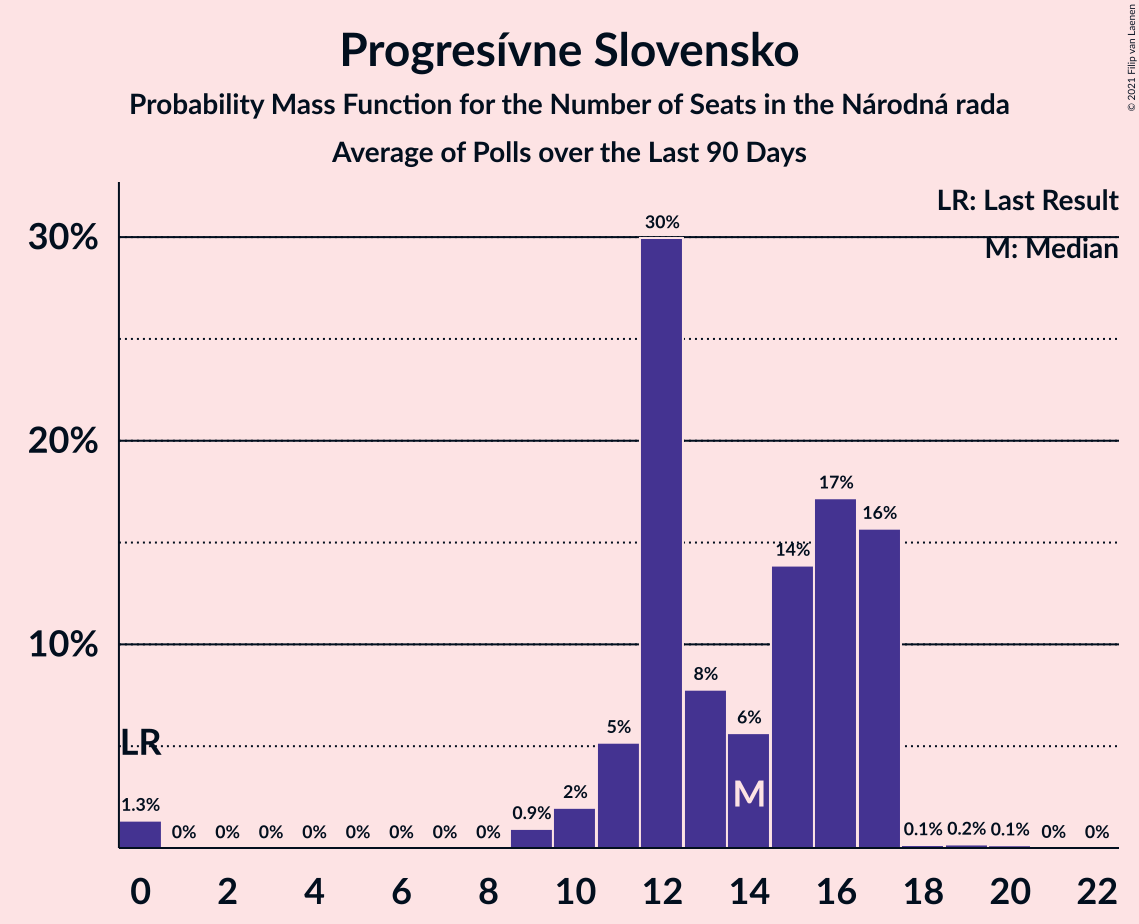 Progresívne Slovensko
Probability Mass Function for the Number of Seats in the Národná rada
Average of Polls over the Last 90 Days
© 2021 Filip van Laenen
LR: Last Result
M: Median
30%
20%
10%
30%
17%
16%
14%
8%
6%
5%
LR
M
1.3% 0% 0% 0% 0% 0% 0% 0% 0% 0.9% 2% 0.1% 0.2% 0.1% 0% 0%
0 2 4 6 8 10 12 14 16 18 20 22